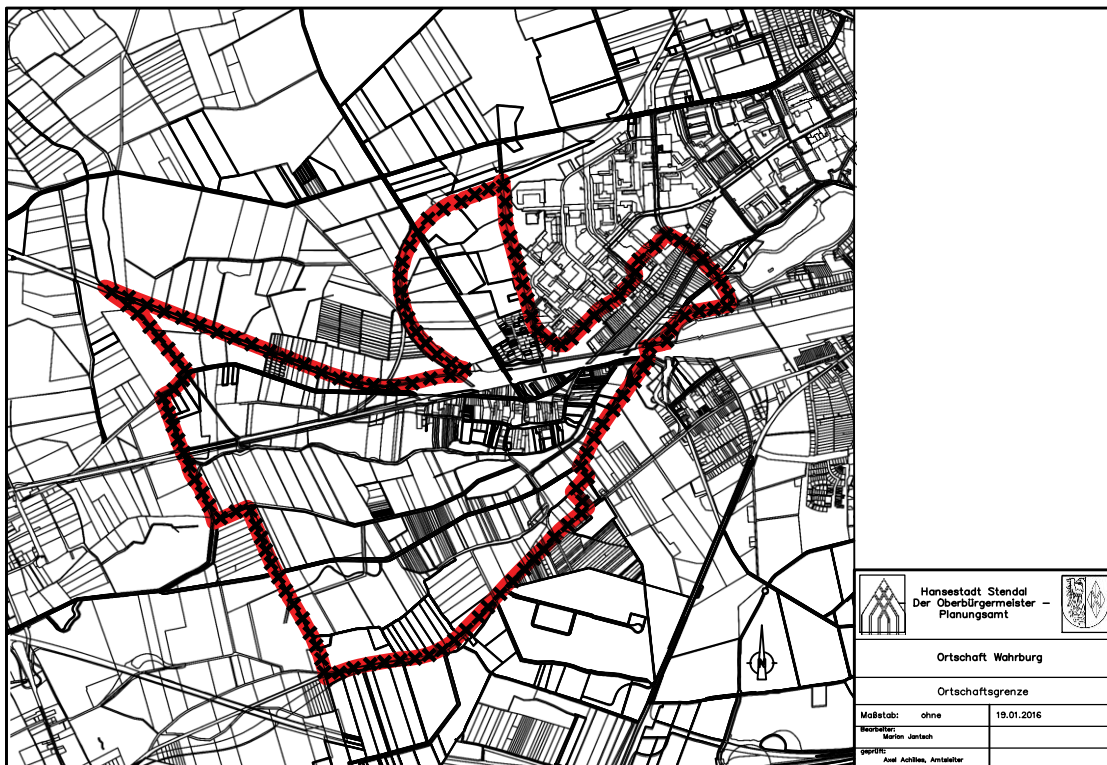 Hansestadt Stendal
Der Oberbürgermeister –
Planungsamt
Ortschaft Wahrburg
Ortschaftsgrenze
Maßstab: ohne
19.01.2016
Bearbeiter:
Marion Jantsch
geprüft:
Axel Achilles, Amtsleiter
N